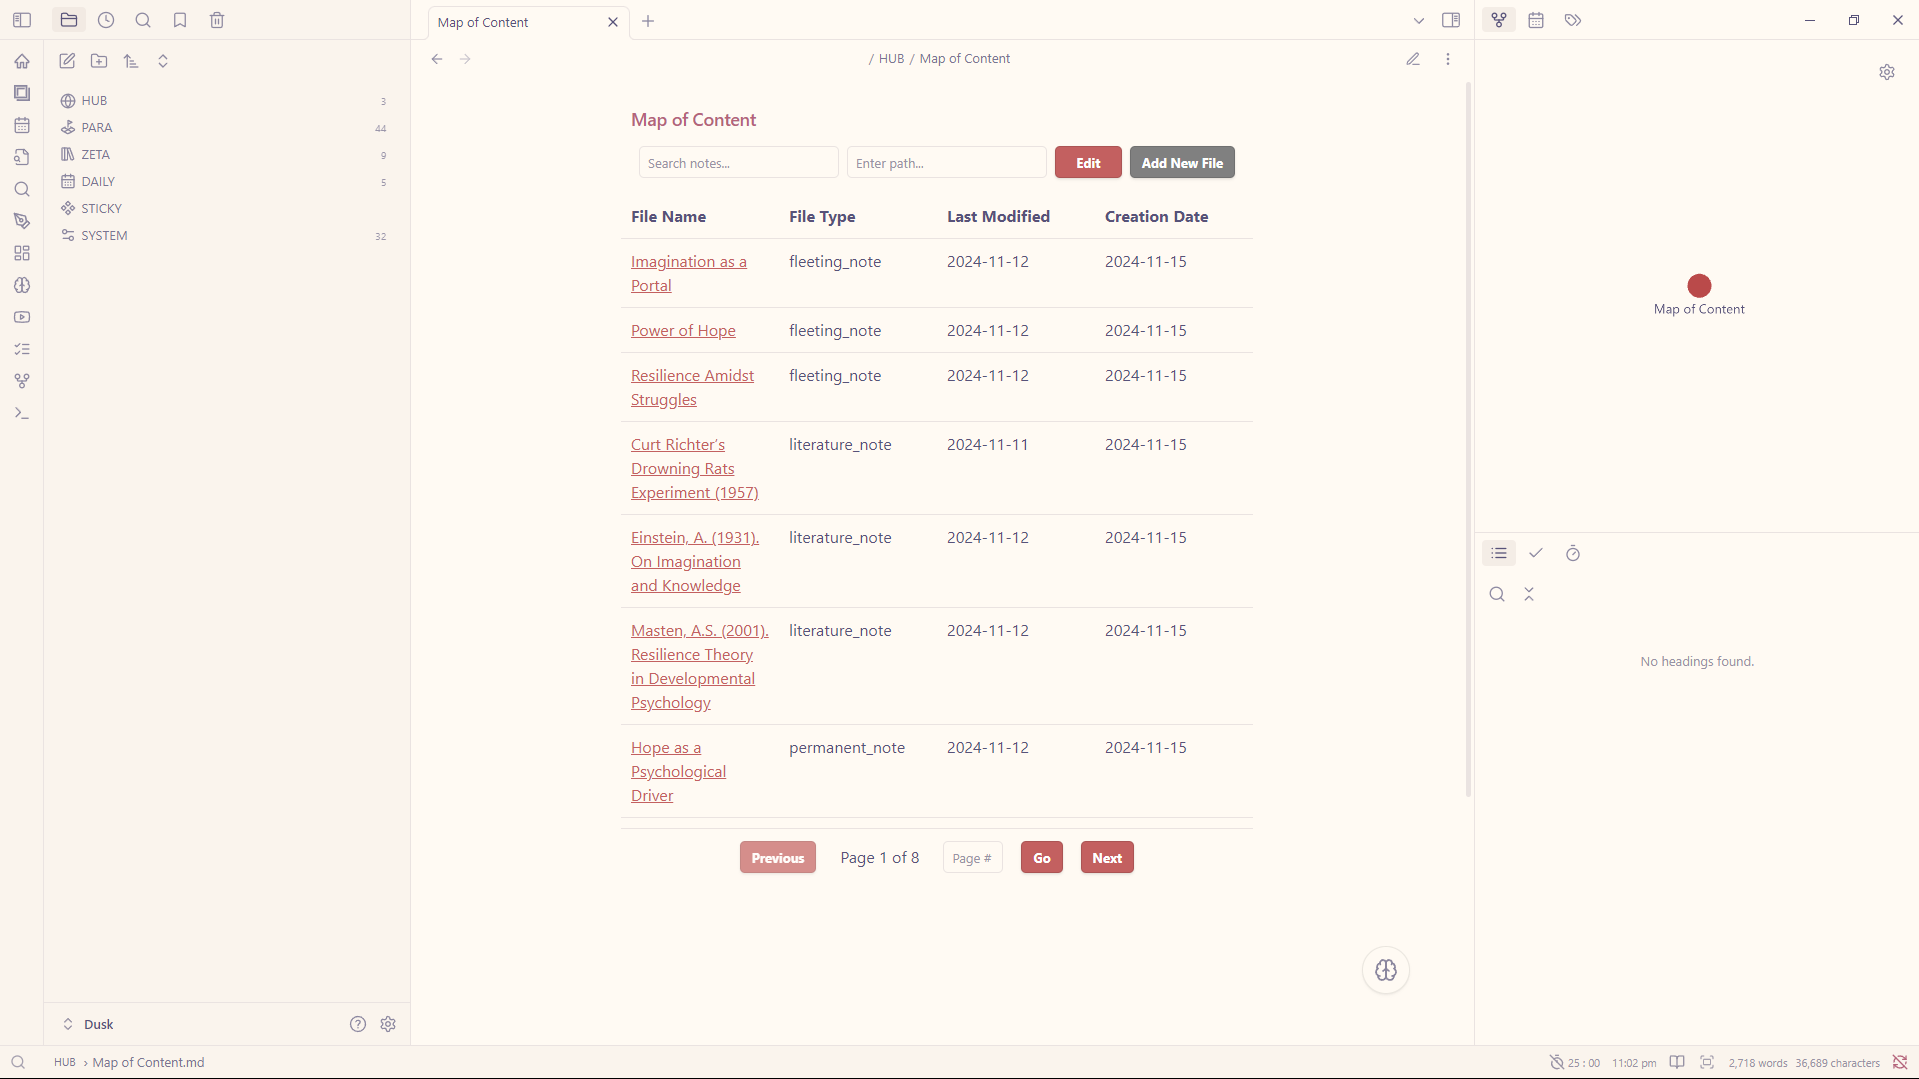 Map of Content
/ HUB / Map of Content
HUB 3
PARA 44
ZETA 9
DAILY 5
STICKY
SYSTEM 32
Map of Content
Search notes... Enter path... Edit Add New File
File Name File Type Last Modified Creation Date
Imagination as a fleeting_note 2024-11-12 2024-11-15
Portal
Power of Hope fleeting_note 2024-11-12 2024-11-15
Resilience Amidst fleeting_note 2024-11-12 2024-11-15
Struggles
Curt Richter's literature_note 2024-11-11 2024-11-15
Drowning Rats
Experiment (1957)
Einstein, A. (1931). literature_note 2024-11-12 2024-11-15
On Imagination
and Knowledge
Masten, A.S. (2001). literature_note 2024-11-12 2024-11-15
Resilience Theory
in Developmental
Psychology
Hope as a permanent_note 2024-11-12 2024-11-15
Psychological
Driver
Previous Page 1 of 8 Page # Go Next
Map of Content
No headings found.
Dusk
HUB › Map of Content.md
25 : 00 11:02 pm 2,718 words 36,689 characters